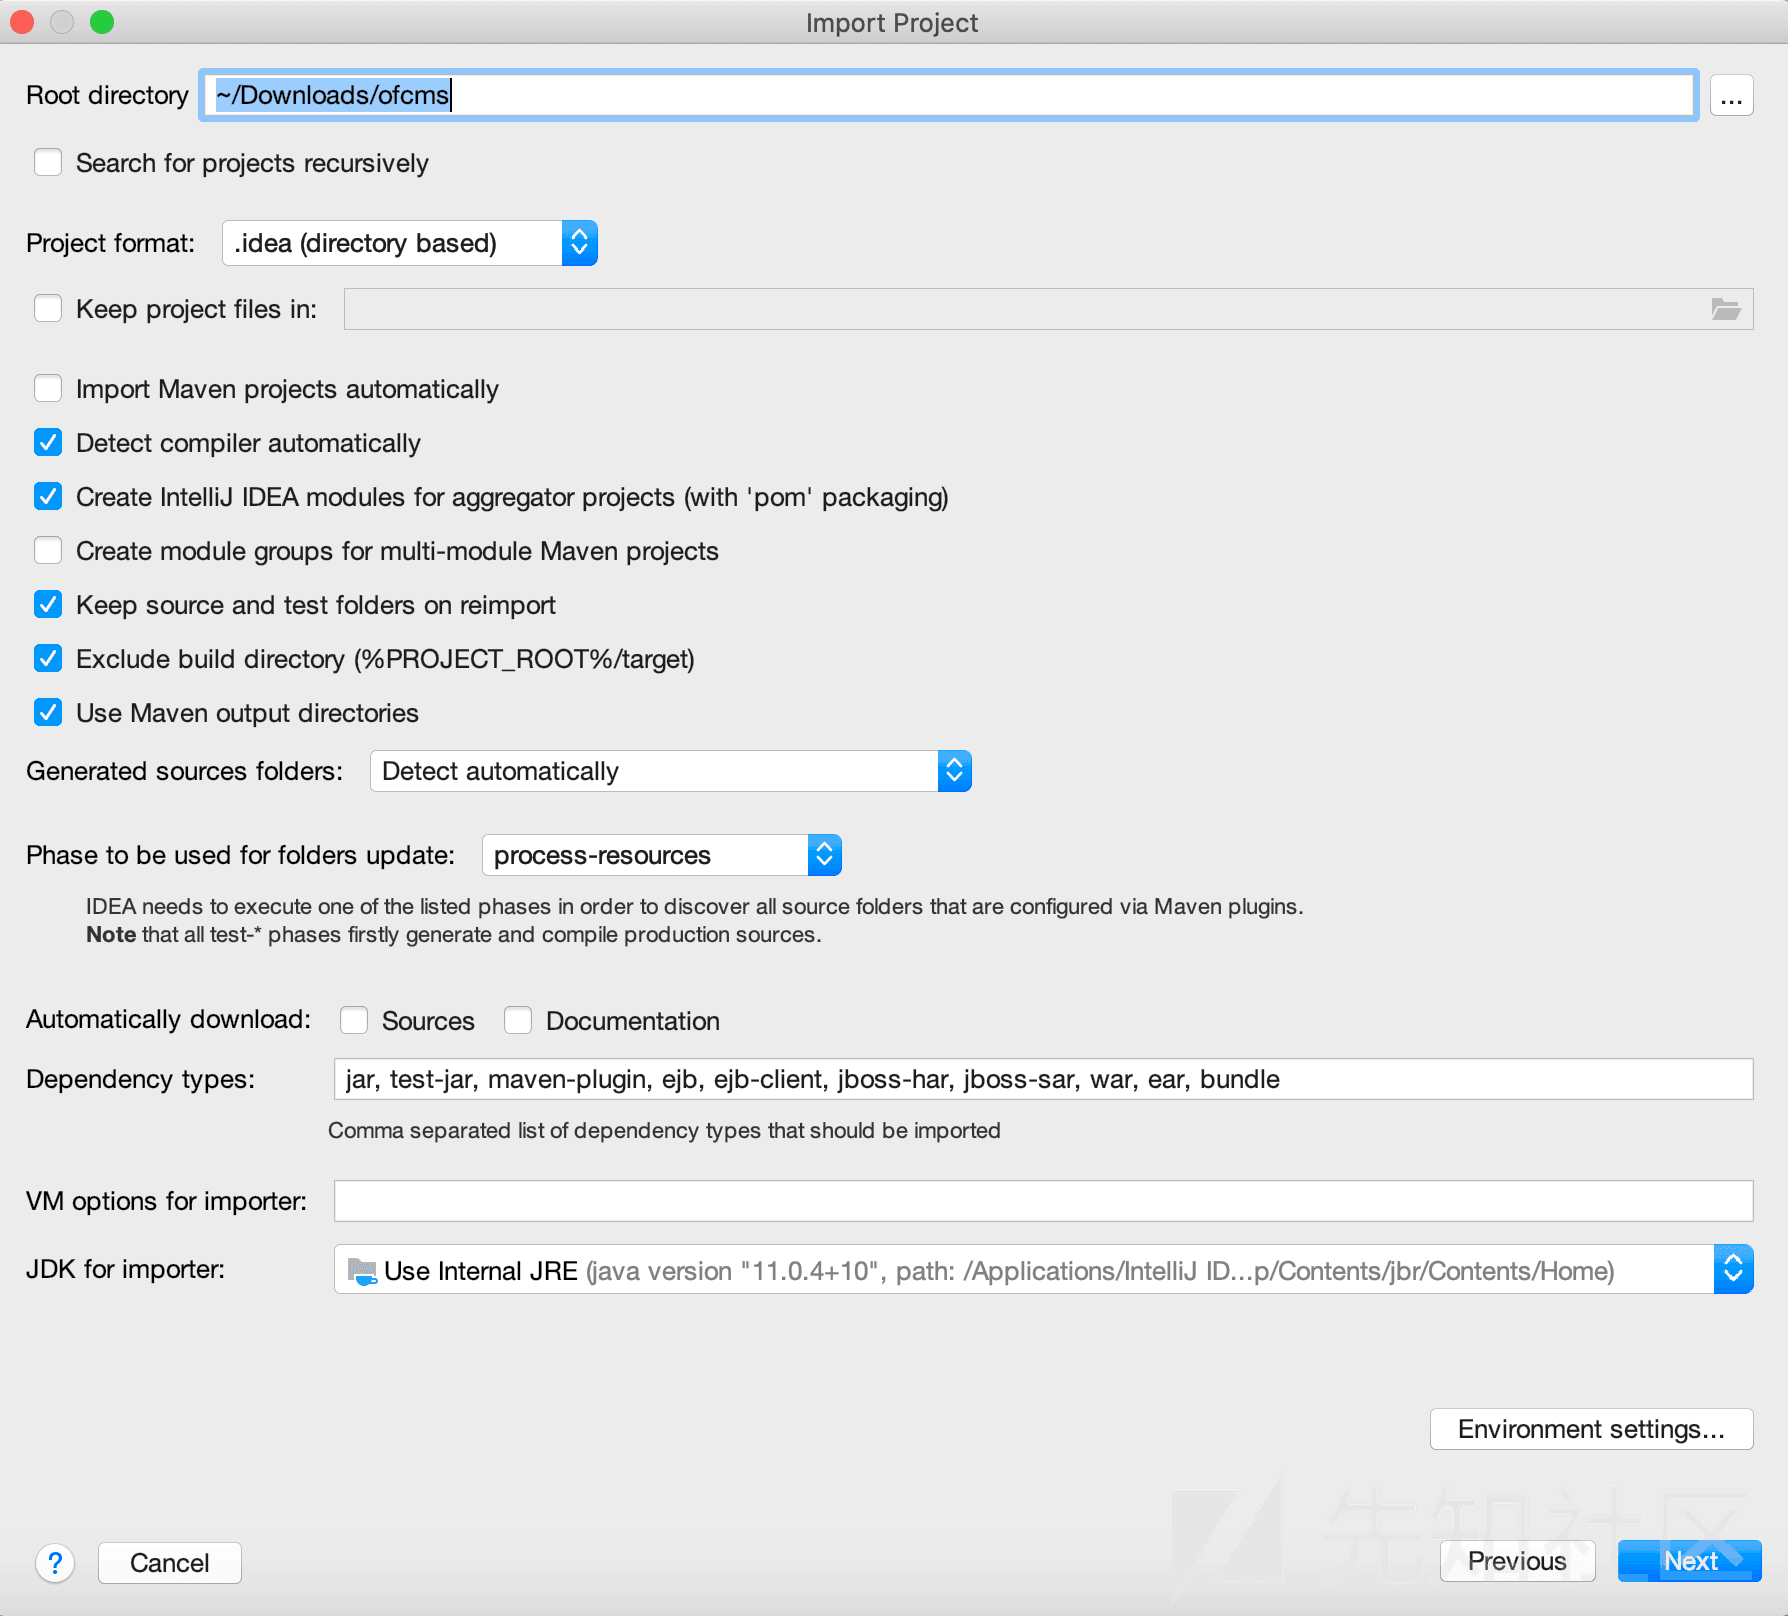 Import Project
Root directory ~/Downloads/ofcms ...
Search for projects recursively
Project format: .idea (directory based)
Keep project files in:
Import Maven projects automatically
Detect compiler automatically
Create IntelliJ IDEA modules for aggregator projects (with 'pom' packaging)
Create module groups for multi-module Maven projects
Keep source and test folders on reimport
Exclude build directory (%PROJECT_ROOT%/target)
Use Maven output directories
Generated sources folders: Detect automatically
Phase to be used for folders update: process-resources
IDEA needs to execute one of the listed phases in order to discover all source folders that are configured via Maven plugins.
Note that all test-* phases firstly generate and compile production sources.
Automatically download: Sources Documentation
Dependency types: jar, test-jar, maven-plugin, ejb, ejb-client, jboss-har, jboss-sar, war, ear, bundle
Comma separated list of dependency types that should be imported
VM options for importer:
JDK for importer: Use Internal JRE (java version "11.0.4+10", path: /Applications/IntelliJ ID...p/Contents/jbr/Contents/Home)
Environment settings...
先知社区
? Cancel Previous Next